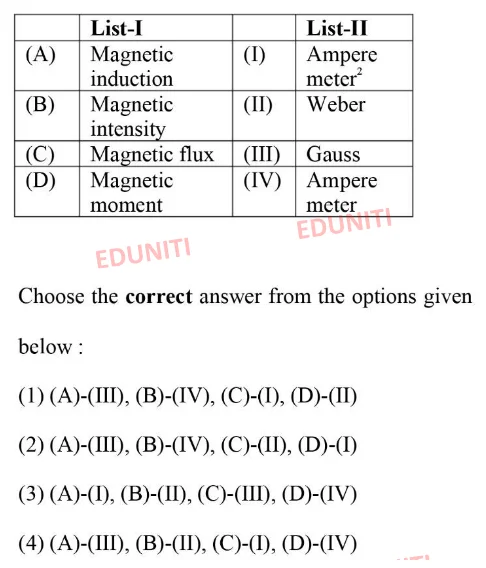 List-I List-II
(A) Magnetic (I) Ampere
induction meter²
(B) Magnetic (II) Weber
intensity
(C) Magnetic flux (III) Gauss
(D) Magnetic (IV) Ampere
moment meter
EDUNITI EDUNITI
Choose the correct answer from the options given
below :
(1) (A)-(III), (B)-(IV), (C)-(I), (D)-(II)
(2) (A)-(III), (B)-(IV), (C)-(II), (D)-(I)
(3) (A)-(I), (B)-(II), (C)-(III), (D)-(IV)
(4) (A)-(III), (B)-(II), (C)-(I), (D)-(IV)